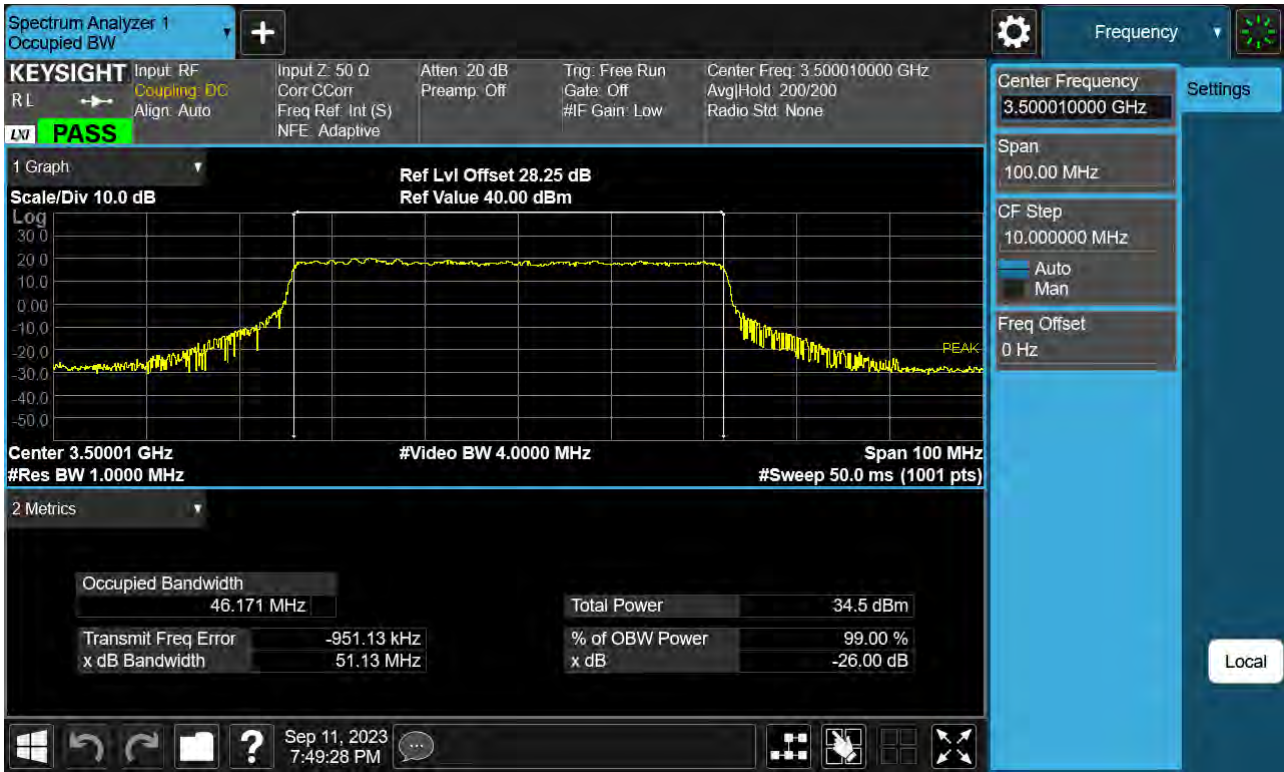 Spectrum Analyzer 1
Occupied BW
Frequency
KEYSIGHT
RL
LXI
PASS
Input: RF
Coupling: DC
Align: Auto
Input Z: 50 Ω
Corr CCorr
Freq Ref: Int (S)
NFE: Adaptive
Atten: 20 dB
Preamp: Off
Trig: Free Run
Gate: Off
#IF Gain: Low
Center Freq: 3.500010000 GHz
Avg|Hold: 200/200
Radio Std: None
Center Frequency
3.500010000 GHz
Settings
Span
100.00 MHz
CF Step
10.000000 MHz
Auto
Man
Freq Offset
0 Hz
Local
1 Graph
Scale/Div 10.0 dB
Ref Lvl Offset 28.25 dB
Ref Value 40.00 dBm
Log
30.0
20.0
10.0
0.00
-10.0
-20.0
-30.0
-40.0
-50.0
PEAK
Center 3.50001 GHz
#Video BW 4.0000 MHz
Span 100 MHz
#Res BW 1.0000 MHz
#Sweep 50.0 ms (1001 pts)
2 Metrics
Occupied Bandwidth
46.171 MHz
Total Power 34.5 dBm
Transmit Freq Error -951.13 kHz
% of OBW Power 99.00 %
x dB Bandwidth 51.13 MHz
x dB -26.00 dB
?
Sep 11, 2023
7:49:28 PM